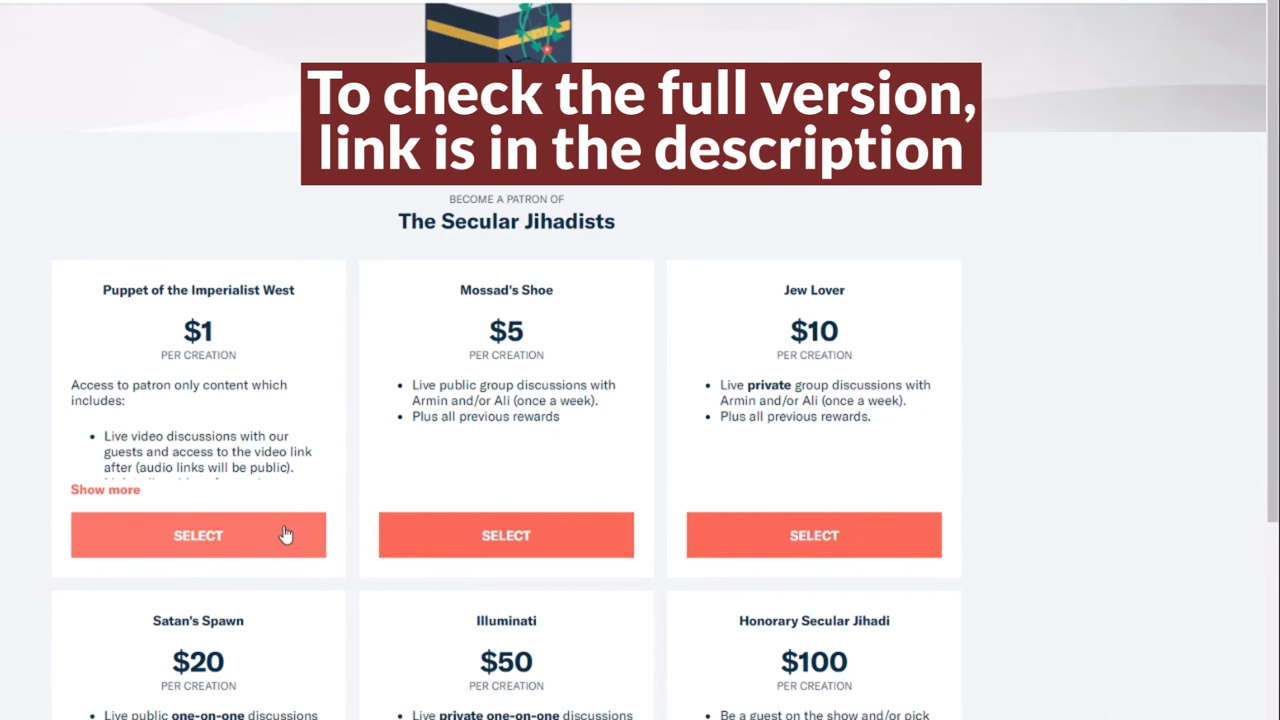 To check the full version,
link is in the description
BECOME A PATRON OF
The Secular Jihadists
Puppet of the Imperialist West
$1
PER CREATION
Access to patron only content which
includes:
Live video discussions with our
guests and access to the video link
after (audio links will be public).
Show more
SELECT
Mossad's Shoe
$5
PER CREATION
Live public group discussions with
Armin and/or Ali (once a week).
Plus all previous rewards
SELECT
Jew Lover
$10
PER CREATION
Live private group discussions with
Armin and/or Ali (once a week).
Plus all previous rewards.
SELECT
Satan's Spawn
$20
PER CREATION
Live public one-on-one discussions
Illuminati
$50
PER CREATION
Live private one-on-one discussions
Honorary Secular Jihadi
$100
PER CREATION
Be a guest on the show and/or pick